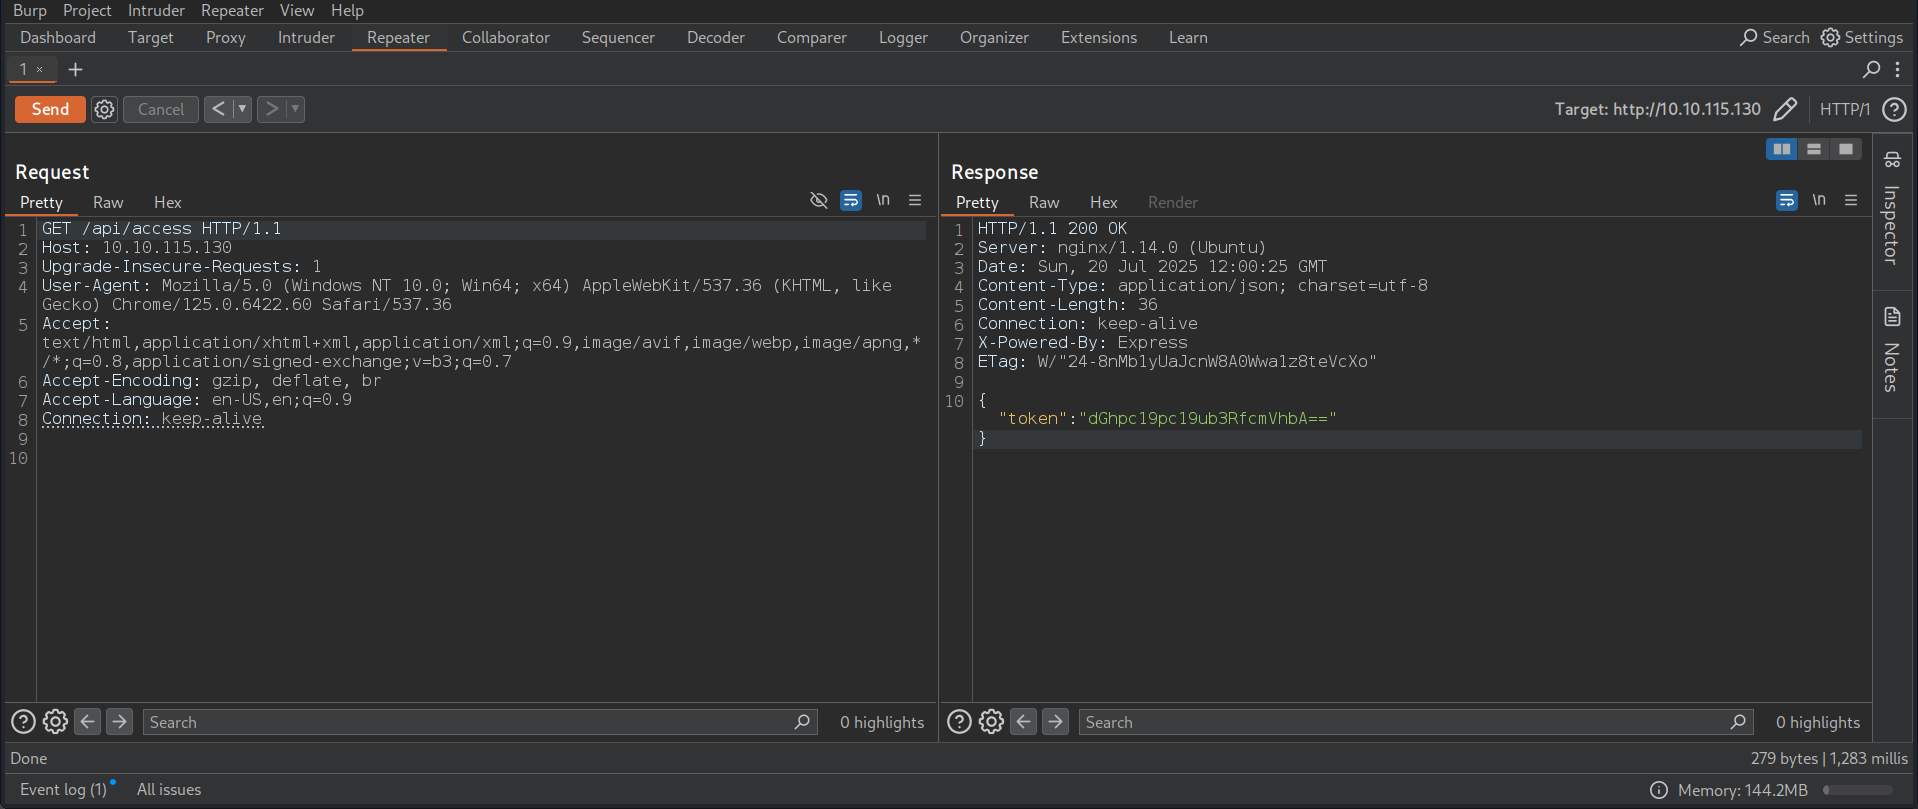 Burp Project Intruder Repeater View Help
Dashboard Target Proxy Intruder Repeater Collaborator Sequencer Decoder Comparer Logger Organizer Extensions Learn Search Settings
1 × +
Send Cancel < > Target: http://10.10.115.130 HTTP/1 ?
Request
Pretty Raw Hex \n
1 GET /api/access HTTP/1.1
2 Host: 10.10.115.130
3 Upgrade-Insecure-Requests: 1
4 User-Agent: Mozilla/5.0 (Windows NT 10.0; Win64; x64) AppleWebKit/537.36 (KHTML, like
Gecko) Chrome/125.0.6422.60 Safari/537.36
5 Accept:
text/html,application/xhtml+xml,application/xml;q=0.9,image/avif,image/webp,image/apng,*
/*;q=0.8,application/signed-exchange;v=b3;q=0.7
6 Accept-Encoding: gzip, deflate, br
7 Accept-Language: en-US,en;q=0.9
8 Connection: keep-alive
9
10
? Search 0 highlights
Response
Pretty Raw Hex Render \n
1 HTTP/1.1 200 OK
2 Server: nginx/1.14.0 (Ubuntu)
3 Date: Sun, 20 Jul 2025 12:00:25 GMT
4 Content-Type: application/json; charset=utf-8
5 Content-Length: 36
6 Connection: keep-alive
7 X-Powered-By: Express
8 ETag: W/"24-8nMb1yUaJcnW8A0Wwa1z8teVcXo"
9
10 {
"token":"dGhpc19pc19ub3RfcmVhbA=="
}
? Search 0 highlights
Inspector
Notes
Done 279 bytes | 1,283 millis
Event log (1) All issues Memory: 144.2MB